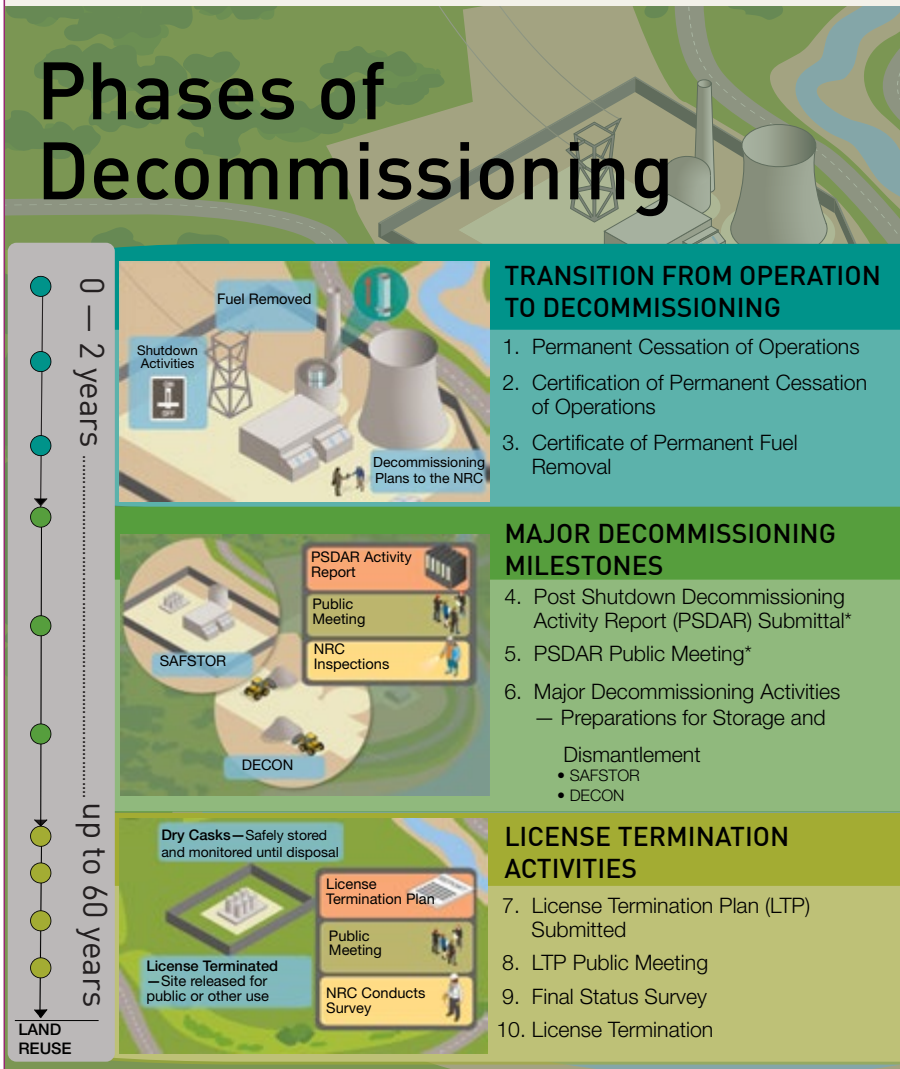 Phases of
Decommissioning
0 — 2 years
up to 60 years
LAND
REUSE
Fuel Removed
Shutdown
Activities
ON
OFF
Decommissioning
Plans to the NRC
TRANSITION FROM OPERATION
TO DECOMMISSIONING
1. Permanent Cessation of Operations
2. Certification of Permanent Cessation
of Operations
3. Certificate of Permanent Fuel
Removal
SAFSTOR
DECON
PSDAR Activity
Report
Public
Meeting
NRC
Inspections
MAJOR DECOMMISSIONING
MILESTONES
4. Post Shutdown Decommissioning
Activity Report (PSDAR) Submittal*
5. PSDAR Public Meeting*
6. Major Decommissioning Activities
— Preparations for Storage and
Dismantlement
• SAFSTOR
• DECON
Dry Casks—Safely stored
and monitored until disposal
License
Termination Plan
Public
Meeting
NRC Conducts
Survey
License Terminated
—Site released for
public or other use
LICENSE TERMINATION
ACTIVITIES
7. License Termination Plan (LTP)
Submitted
8. LTP Public Meeting
9. Final Status Survey
10. License Termination